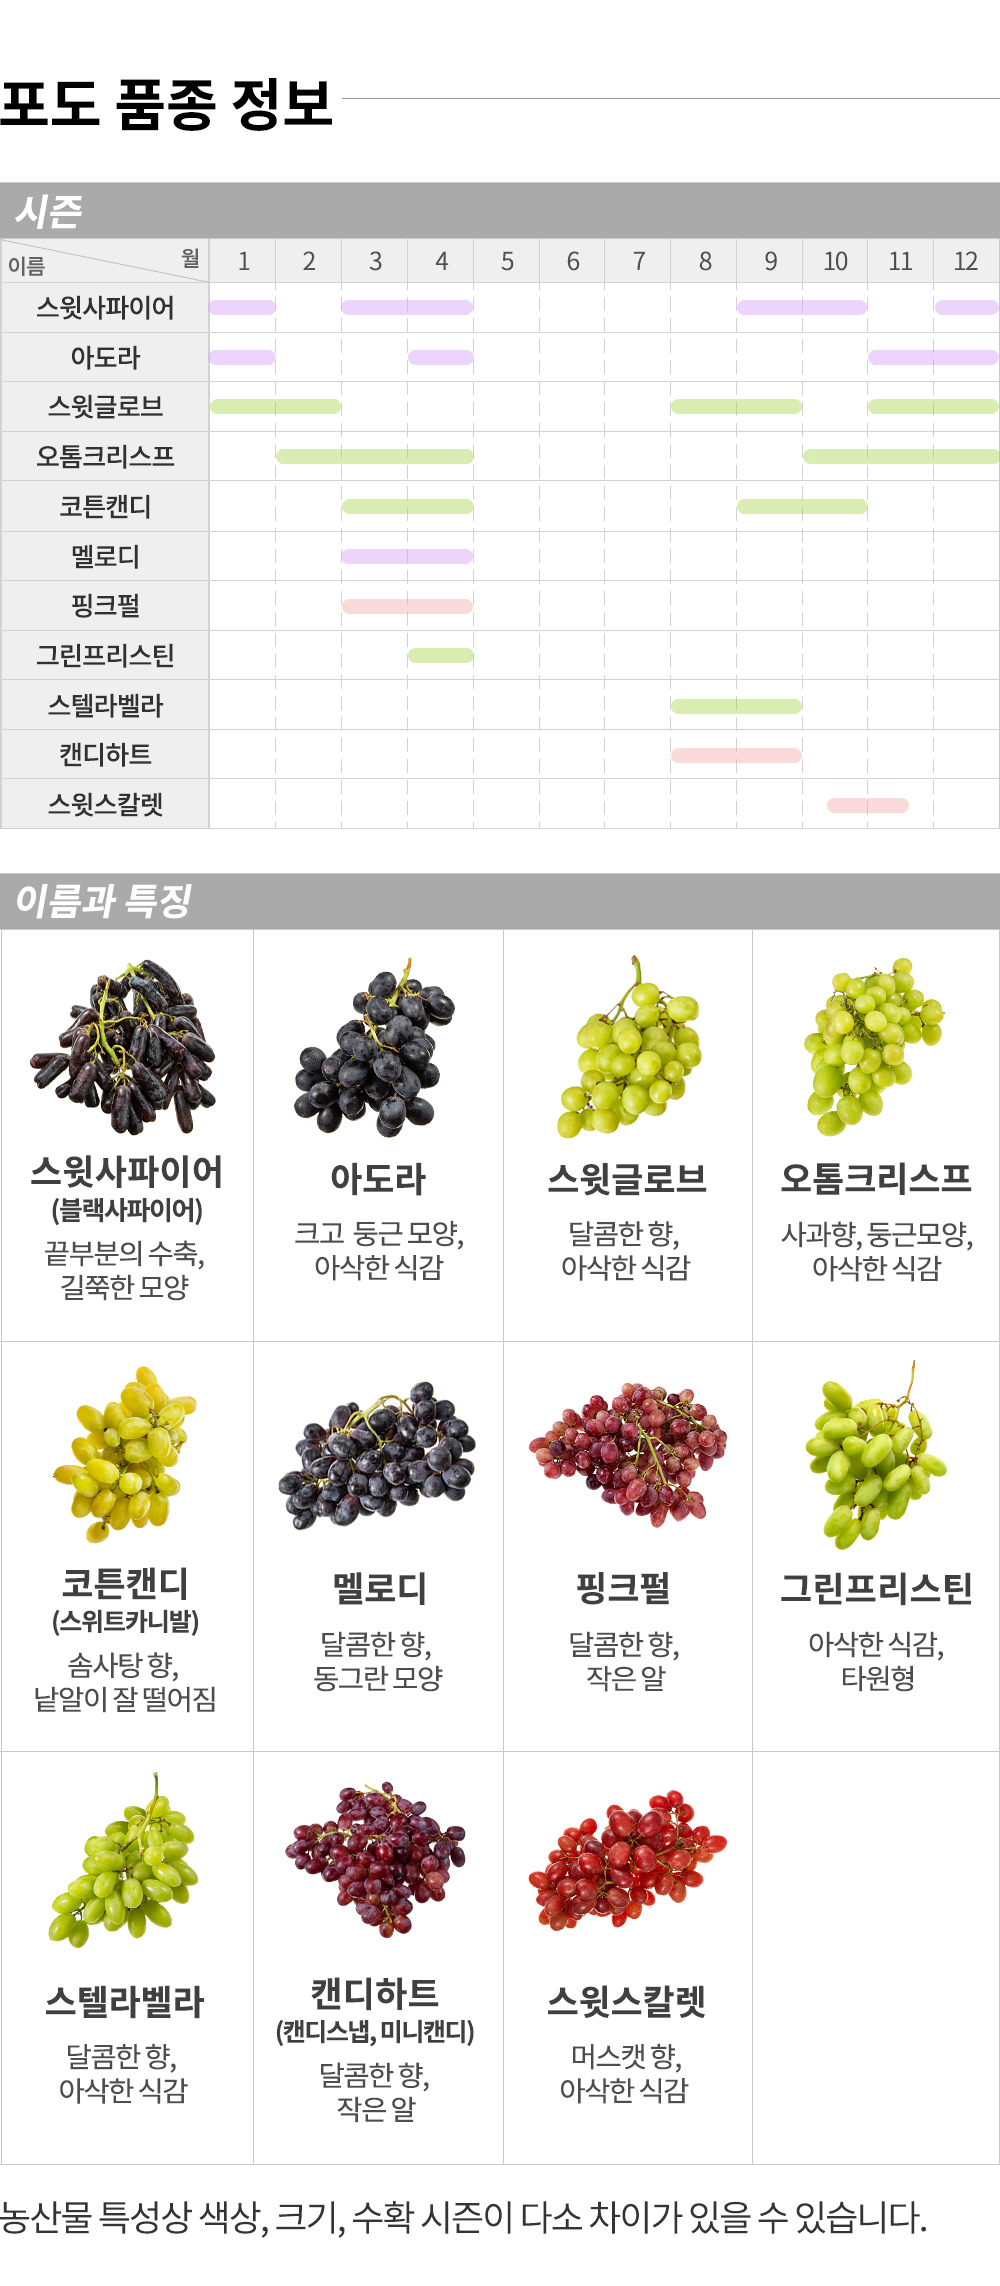 포도 품종 정보
시즌
이름 월 1 2 3 4 5 6 7 8 9 10 11 12
스윗사파이어
아도라
스윗글로브
오톰크리스프
코튼캔디
멜로디
핑크펄
그린프리스틴
스텔라벨라
캔디하트
스윗스칼렛
이름과 특징
스윗사파이어
(블랙사파이어)
끝부분의 수축,
길쭉한 모양
아도라
크고 둥근 모양,
아삭한 식감
스윗글로브
달콤한 향,
아삭한 식감
오톰크리스프
사과향, 둥근모양,
아삭한 식감
코튼캔디
(스위트카니발)
솜사탕 향,
낱알이 잘 떨어짐
멜로디
달콤한 향,
동그란 모양
핑크펄
달콤한 향,
작은 알
그린프리스틴
아삭한 식감,
타원형
스텔라벨라
달콤한 향,
아삭한 식감
캔디하트
(캔디스냅, 미니캔디)
달콤한 향,
작은 알
스윗스칼렛
머스캣 향,
아삭한 식감
농산물 특성상 색상, 크기, 수확 시즌이 다소 차이가 있을 수 있습니다.